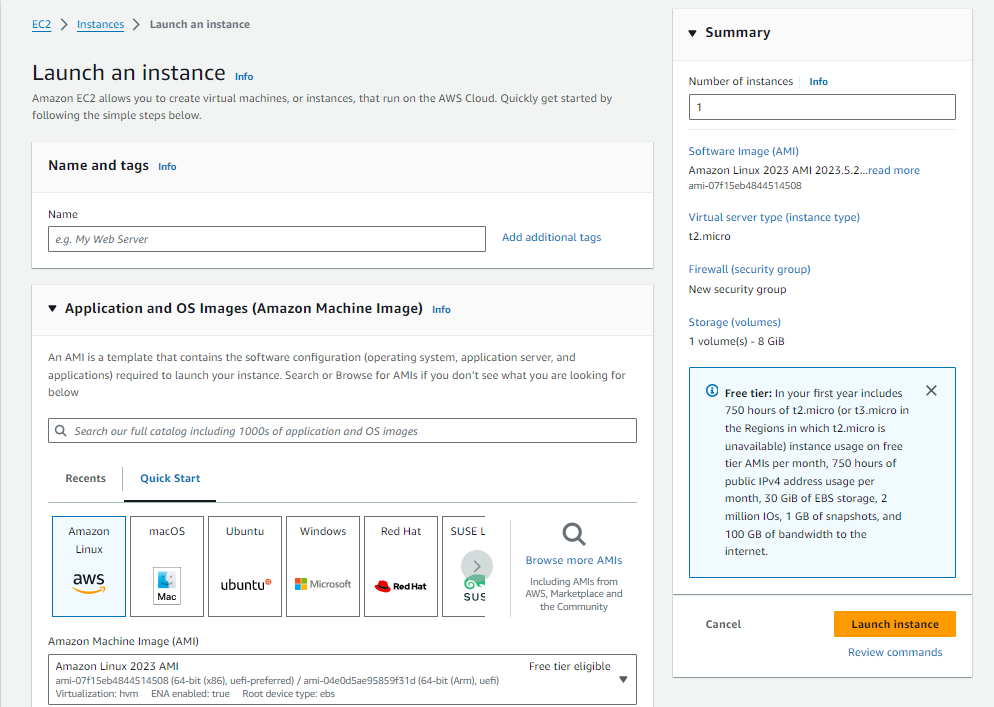 EC2 > Instances > Launch an instance
Launch an instance Info
Amazon EC2 allows you to create virtual machines, or instances, that run on the AWS Cloud. Quickly get started by
following the simple steps below.
Name and tags Info
Name
e.g. My Web Server
Add additional tags
Application and OS Images (Amazon Machine Image) Info
An AMI is a template that contains the software configuration (operating system, application server, and
applications) required to launch your instance. Search or Browse for AMIs if you don't see what you are looking for
below
Search our full catalog including 1000s of application and OS images
Recents
Quick Start
Amazon
Linux
aws
macOS
Mac
Ubuntu
ubuntu
Windows
Microsoft
Red Hat
Red Hat
SUSE L
SUS
Browse more AMIs
Including AMIs from
AWS, Marketplace and
the Community
Amazon Machine Image (AMI)
Amazon Linux 2023 AMI
Free tier eligible
ami-07f15eb4844514508 (64-bit (x86), uefi-preferred) / ami-04e0d5ae95859f31d (64-bit (Arm), uefi)
Virtualization: hvm ENA enabled: true Root device type: ebs
Summary
Number of instances Info
1
Software Image (AMI)
Amazon Linux 2023 AMI 2023.5.2...read more
ami-07f15eb4844514508
Virtual server type (instance type)
t2.micro
Firewall (security group)
New security group
Storage (volumes)
1 volume(s) - 8 GiB
Free tier: In your first year includes
750 hours of t2.micro (or t3.micro in
the Regions in which t2.micro is
unavailable) instance usage on free
tier AMIs per month, 750 hours of
public IPv4 address usage per
month, 30 GiB of EBS storage, 2
million IOs, 1 GB of snapshots, and
100 GB of bandwidth to the
internet.
Cancel
Launch instance
Review commands